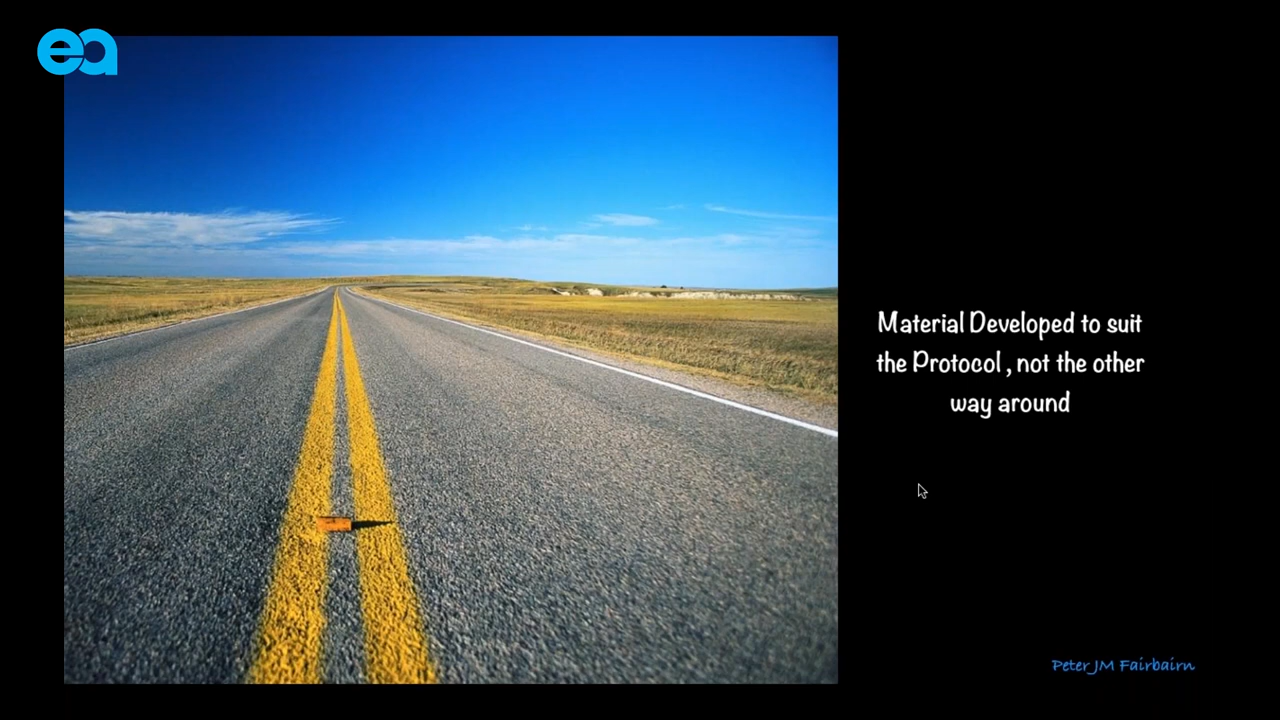 ea
Material Developed to suit
the Protocol , not the other
way around
Peter JM Fairbairn